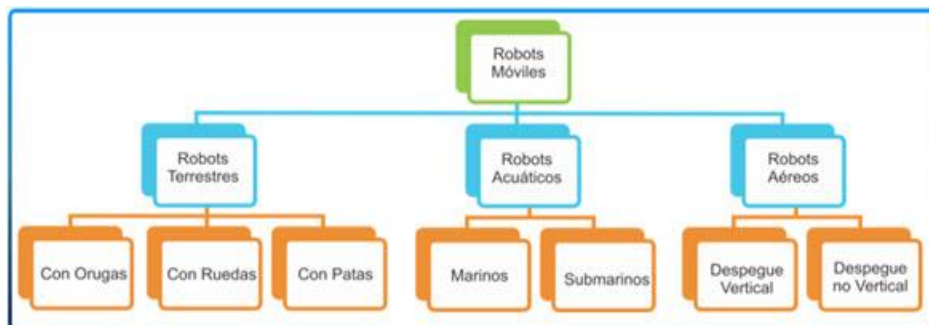 Robots
Móviles
Robots
Terrestres
Robots
Acuáticos
Robots
Aéreos
Con Orugas
Con Ruedas
Con Patas
Marinos
Submarinos
Despegue
Vertical
Despegue
no Vertical